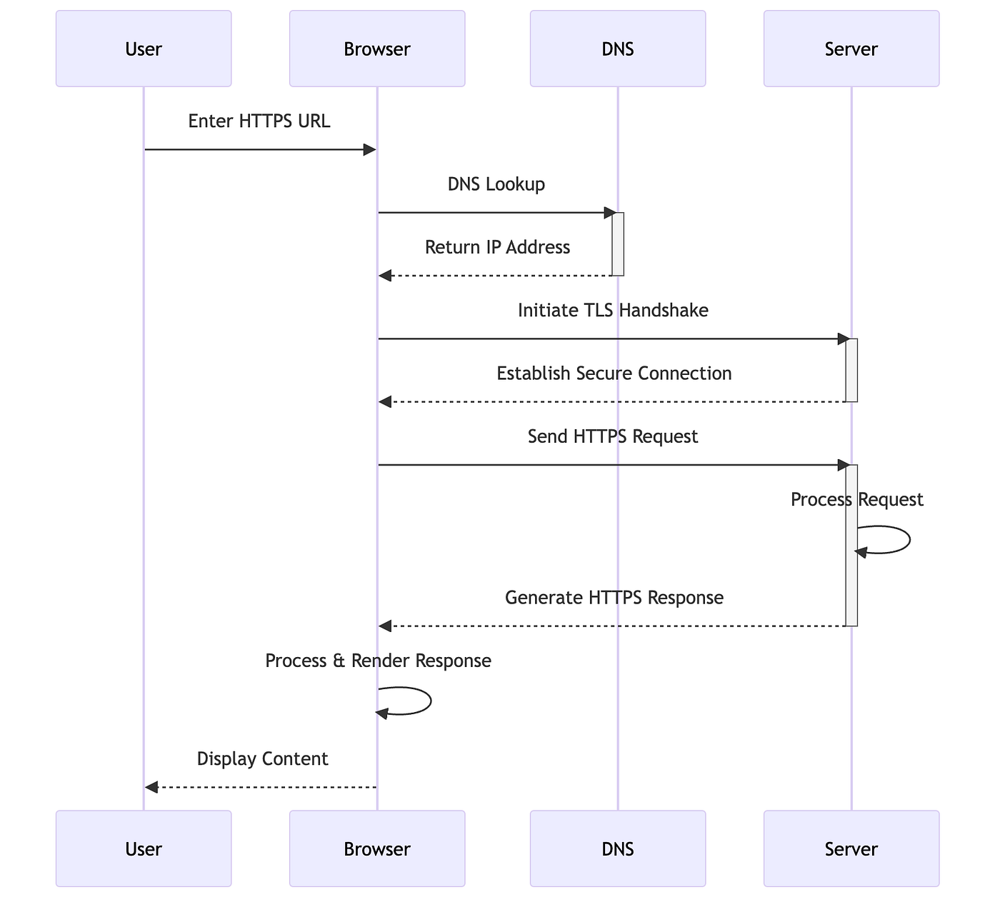 User
Browser
DNS
Server
Enter HTTPS URL
DNS Lookup
Return IP Address
Initiate TLS Handshake
Establish Secure Connection
Send HTTPS Request
Process Request
Generate HTTPS Response
Process & Render Response
Display Content
User
Browser
DNS
Server